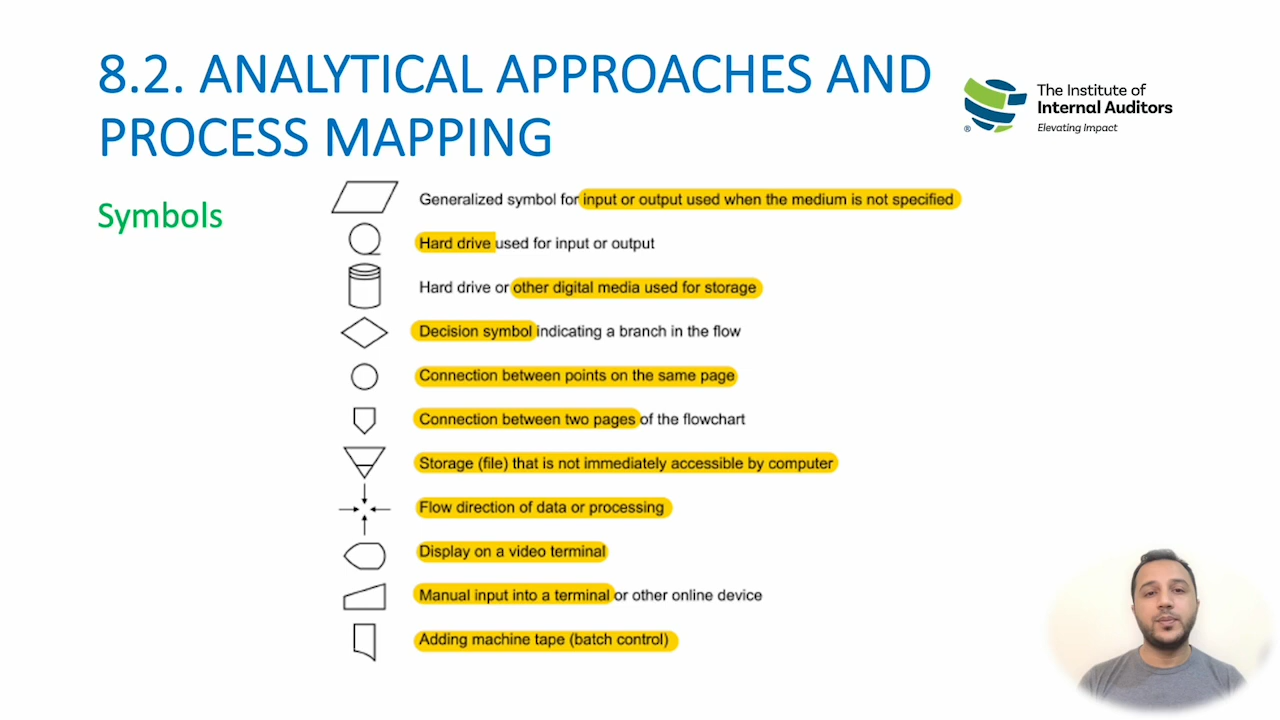 8.2. ANALYTICAL APPROACHES AND
PROCESS MAPPING
The Institute of
Internal Auditors
Elevating Impact
®
Symbols
Generalized symbol for input or output used when the medium is not specified
Hard drive used for input or output
Hard drive or other digital media used for storage
Decision symbol indicating a branch in the flow
Connection between points on the same page
Connection between two pages of the flowchart
Storage (file) that is not immediately accessible by computer
Flow direction of data or processing
Display on a video terminal
Manual input into a terminal or other online device
Adding machine tape (batch control)